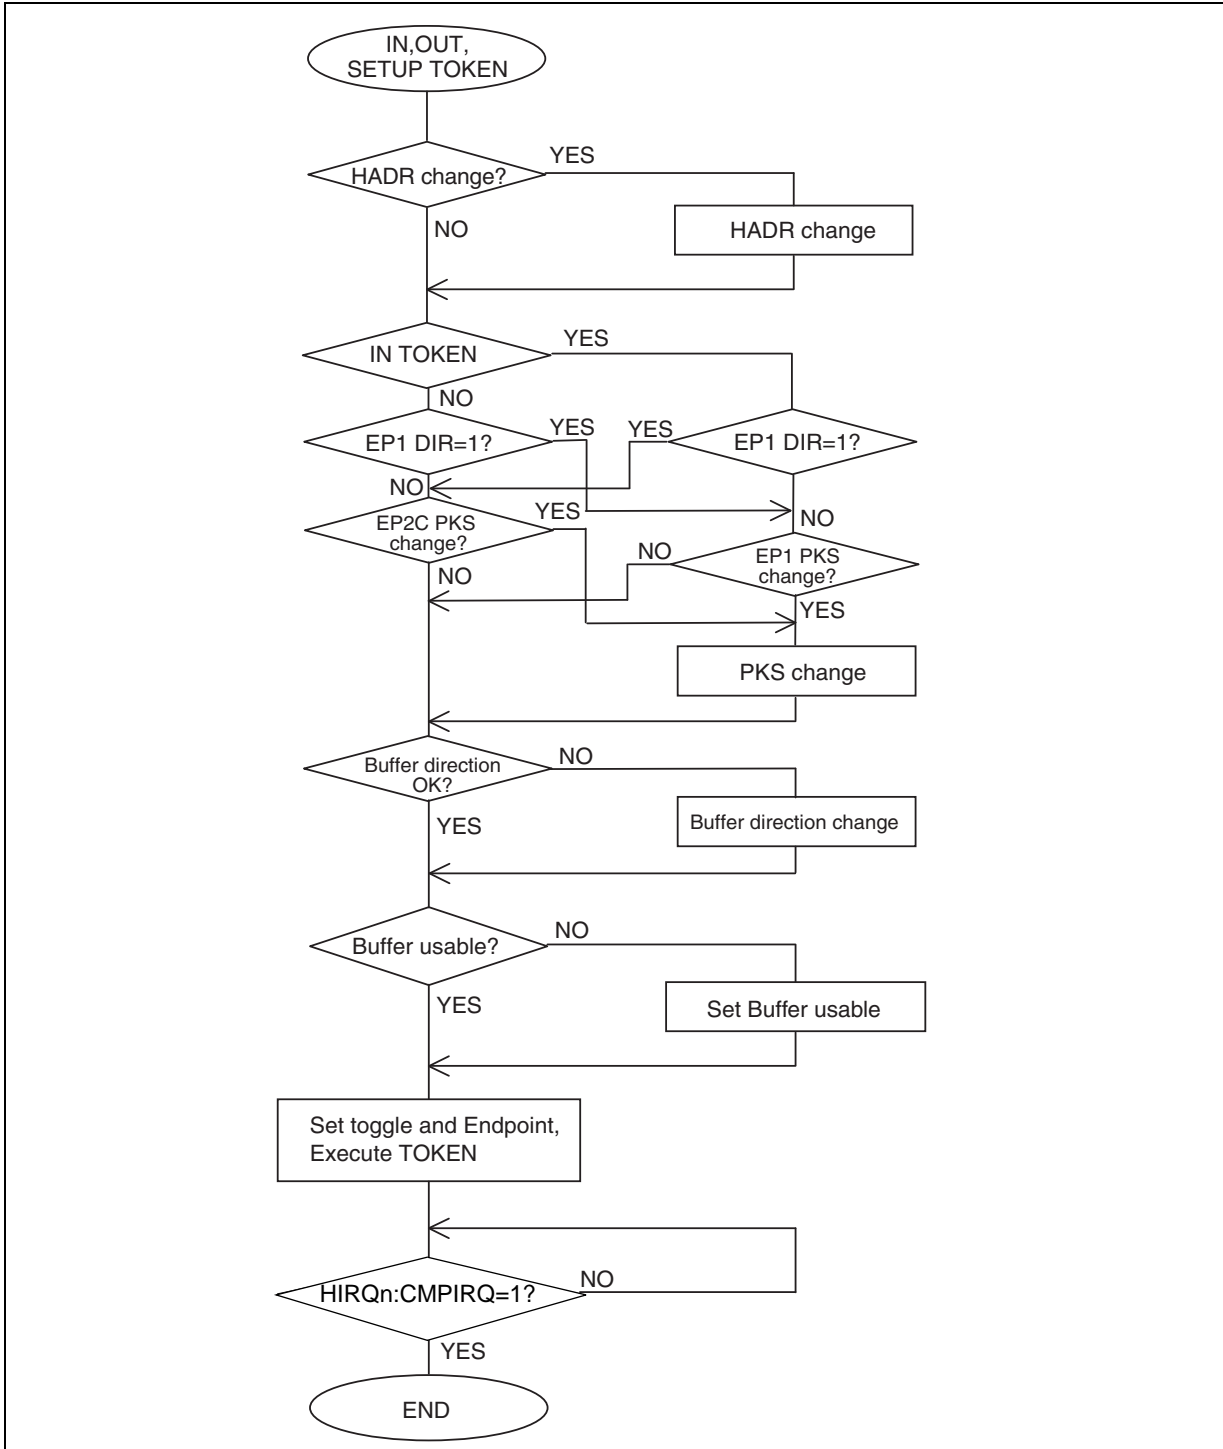 IN,OUT,
SETUP TOKEN
YES
HADR change?
NO
HADR change
YES
IN TOKEN
NO
YES
YES
EP1 DIR=1?
EP1 DIR=1?
NO
YES
NO
EP2C PKS
change?
NO
EP1 PKS
change?
NO
YES
PKS change
NO
Buffer direction
OK?
YES
Buffer direction change
NO
Buffer usable?
YES
Set Buffer usable
Set toggle and Endpoint,
Execute TOKEN
NO
HIRQn:CMPIRQ=1?
YES
END